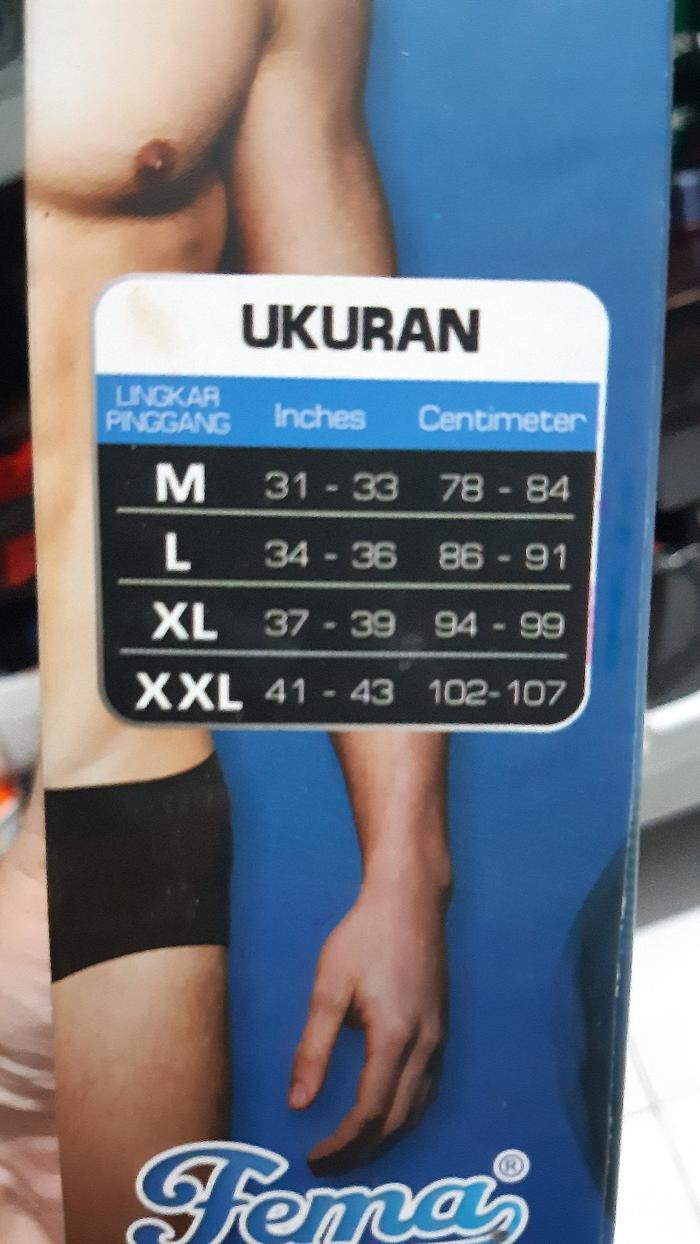 UKURAN
LINGKAR PINGGANG Inches Centimeter
M 31 - 33 78 - 84
L 34 - 36 86 - 91
XL 37 - 39 94 - 99
XXL 41 - 43 102-107
Fema ®